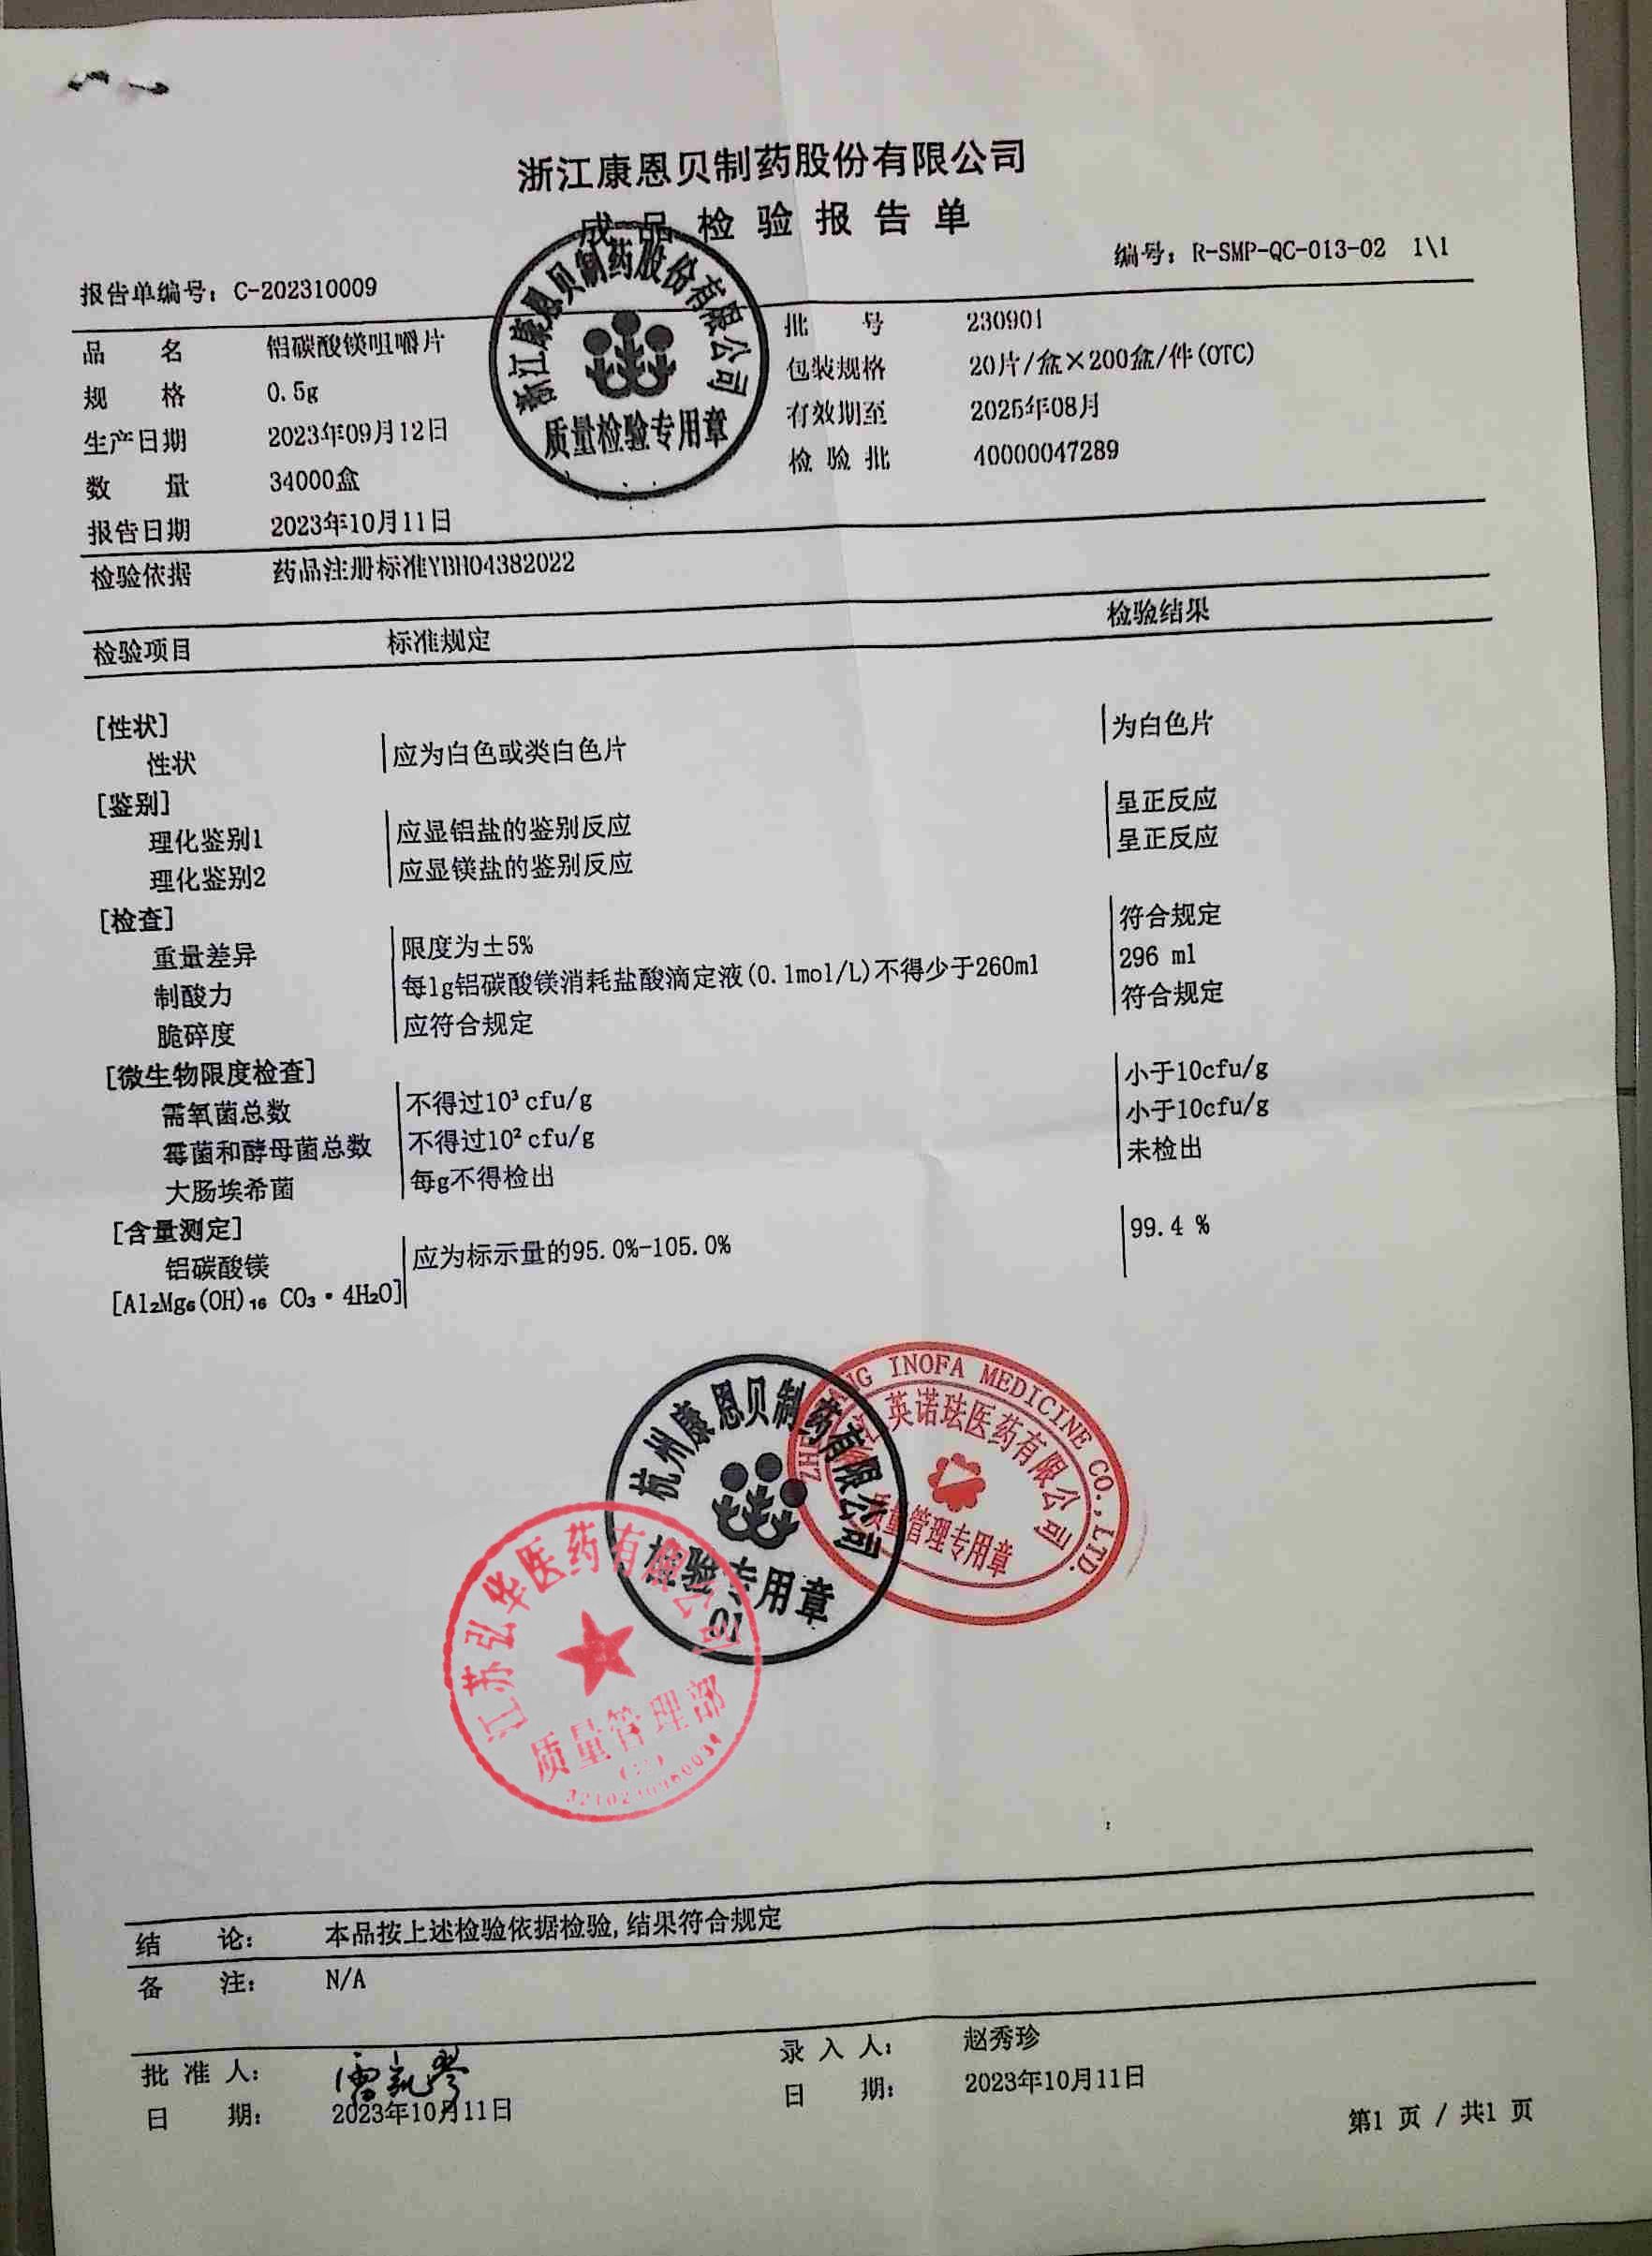 浙江康恩贝制药股份有限公司
成品检验报告单
编号：R-SMP-QC-013-02 1\1
报告单编号：C-202310009
品名 铝碳酸镁咀嚼片 批号 230901
规格 0.5g 包装规格 20片/盒×200盒/件(OTC)
生产日期 2023年09月12日 有效期至 2025年08月
数量 34000盒 检验批 40000047289
报告日期 2023年10月11日
检验依据 药品注册标准YBH04382022
检验项目 标准规定 检验结果
[性状]
性状 应为白色或类白色片 为白色片
[鉴别]
理化鉴别1 应显铝盐的鉴别反应 呈正反应
理化鉴别2 应显镁盐的鉴别反应 呈正反应
[检查]
重量差异 限度为±5% 符合规定
制酸力 每1g铝碳酸镁消耗盐酸滴定液(0.1mol/L)不得少于260ml 296 ml
脆碎度 应符合规定 符合规定
[微生物限度检查]
需氧菌总数 不得过10³cfu/g 小于10cfu/g
霉菌和酵母菌总数 不得过10²cfu/g 小于10cfu/g
大肠埃希菌 每g不得检出 未检出
[含量测定]
铝碳酸镁 应为标示量的95.0%-105.0% 99.4 %
[Al₂Mg₆(OH)₁₆ CO₃·4H₂O]
浙江康恩贝制药股份有限公司
质量检验专用章
杭州康恩贝制药有限公司
检验专用章
01
INOFA MEDICINE CO.,LTD.
英诺珐医药有限公司
质量管理专用章
江苏弘华医药有限公司
质量管理部
结论： 本品按上述检验依据检验,结果符合规定
备注： N/A
批准人： 录入人： 赵秀珍
日期： 2023年10月11日 日期： 2023年10月11日
第1 页 / 共1 页